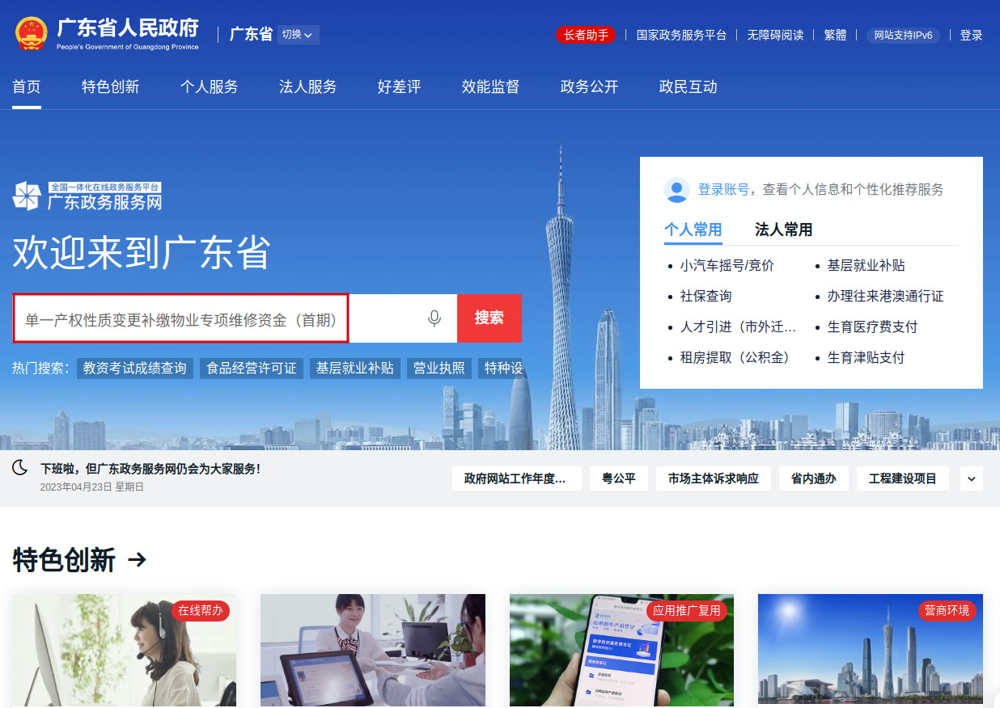 广东省人民政府
People's Government of Guangdong Province
广东省
切换
长者助手
国家政务服务平台
无障碍阅读
繁體
网站支持IPv6
登录
首页
特色创新
个人服务
法人服务
好差评
效能监督
政务公开
政民互动
全国一体化在线政务服务平台
广东政务服务网
欢迎来到广东省
单一产权性质变更补缴物业专项维修资金（首期）
搜索
热门搜索：
教资考试成绩查询
食品经营许可证
基层就业补贴
营业执照
特种设
登录账号，查看个人信息和个性化推荐服务
个人常用
法人常用
小汽车摇号/竞价
基层就业补贴
社保查询
办理往来港澳通行证
人才引进（市外迁…
生育医疗费支付
租房提取（公积金）
生育津贴支付
下班啦，但广东政务服务网仍会为大家服务！
2023年04月23日 星期日
政府网站工作年度...
粤公平
市场主体诉求响应
省内通办
工程建设项目
特色创新
在线帮办
应用推广复用
营商环境
应用超市产品登记